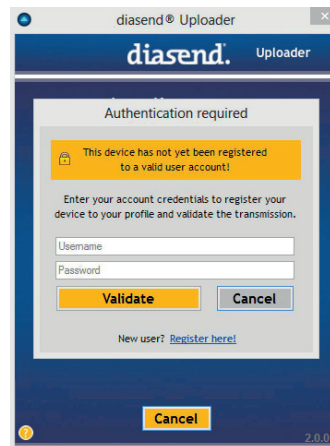 diasend® Uploader
diasend. Uploader
Authentication required
This device has not yet been registered
to a valid user account!
Enter your account credentials to register your
device to your profile and validate the transmission.
Username
Password
Validate Cancel
New user? Register here!
Cancel
2.0.0